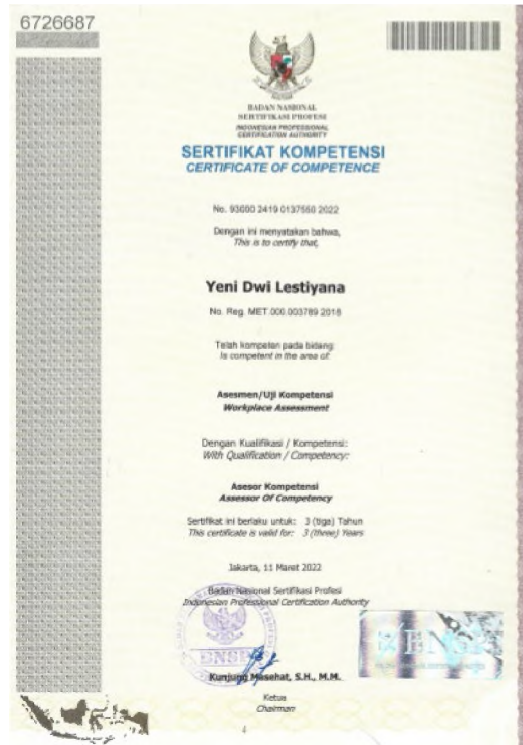 6726687
BADAN NASIONAL
SERTIFIKASI PROFESI
INDONESIAN PROFESSIONAL
CERTIFICATION AUTHORITY
SERTIFIKAT KOMPETENSI
CERTIFICATE OF COMPETENCE
No. 93000 2419 0137550 2022
Dengan ini menyatakan bahwa,
This is to certify that,
Yeni Dwi Lestiyana
No. Reg. MET.000.003789 2018
Telah kompeten pada bidang:
Is competent in the area of:
Asesmen/Uji Kompetensi
Workplace Assessment
Dengan Kualifikasi / Kompetensi:
With Qualification / Competency:
Asesor Kompetensi
Assessor Of Competency
Sertifikat ini berlaku untuk: 3 (tiga) Tahun
This certificate is valid for: 3 (three) Years
Jakarta, 11 Maret 2022
Badan Nasional Sertifikasi Profesi
Indonesian Professional Certification Authority
BNSP
BNSP
Kunjung Masehat, S.H., M.M.
Ketua
Chairman